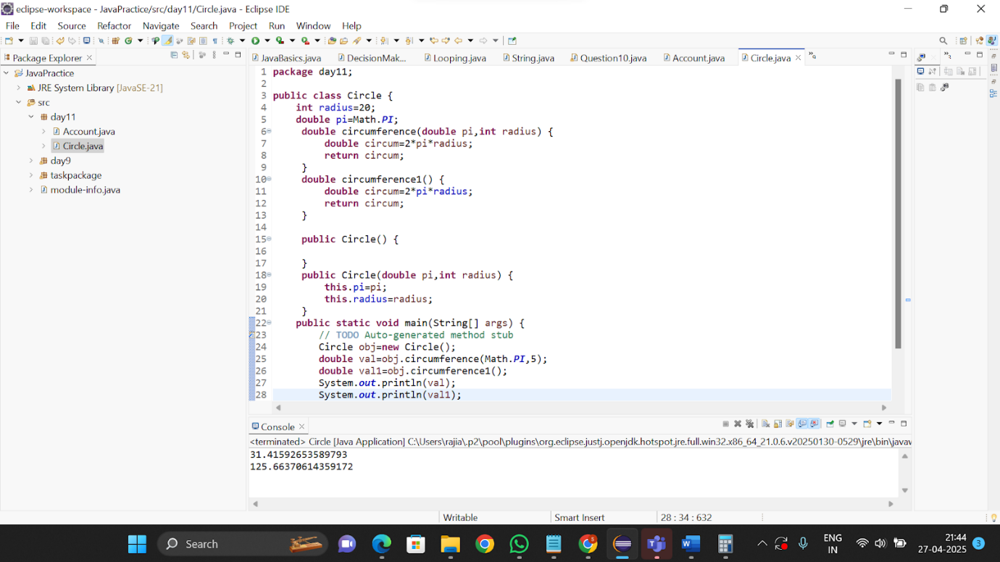 eclipse-workspace - JavaPractice/src/day11/Circle.java - Eclipse IDE
File Edit Source Refactor Navigate Search Project Run Window Help
Package Explorer
JavaPractice
JRE System Library [JavaSE-21]
src
day11
Account.java
Circle.java
day9
taskpackage
module-info.java
JavaBasics.java DecisionMak... Looping.java String.java Question10.java Account.java Circle.java
1 package day11;
2
3 public class Circle {
4 int radius=20;
5 double pi=Math.PI;
6 double circumference(double pi,int radius) {
7 double circum=2*pi*radius;
8 return circum;
9 }
10 double circumference1() {
11 double circum=2*pi*radius;
12 return circum;
13 }
14
15 public Circle() {
16
17 }
18 public Circle(double pi,int radius) {
19 this.pi=pi;
20 this.radius=radius;
21 }
22 public static void main(String[] args) {
23 // TODO Auto-generated method stub
24 Circle obj=new Circle();
25 double val=obj.circumference(Math.PI,5);
26 double val1=obj.circumference1();
27 System.out.println(val);
28 System.out.println(val1);
Console
<terminated> Circle [Java Application] C:\Users\rajia\.p2\pool\plugins\org.eclipse.justj.openjdk.hotspot.jre.full.win32.x86_64_21.0.6.v20250130-0529\jre\bin\javaw
31.41592653589793
125.66370614359172
Writable Smart Insert 28 : 34 : 632
Search
ENG
IN
21:44
27-04-2025
3